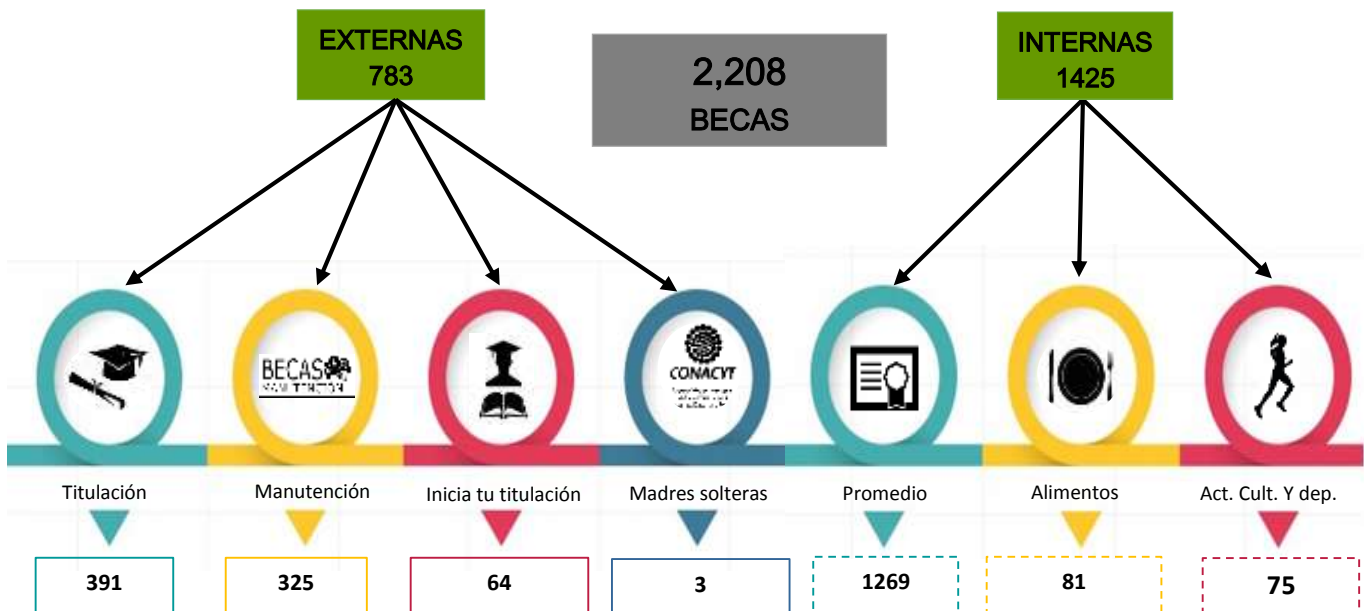 EXTERNAS
783
2,208
BECAS
INTERNAS
1425
BECAS
MANUTENCIÓN
CONACYT
Titulación
Manutención
Inicia tu titulación
Madres solteras
Promedio
Alimentos
Act. Cult. Y dep.
391
325
64
3
1269
81
75